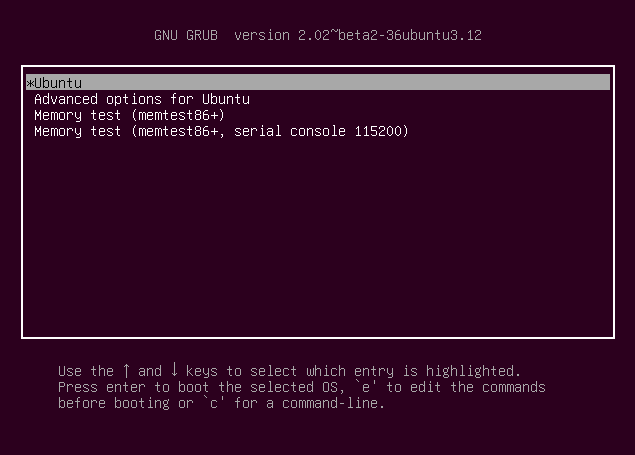 GNU GRUB  version 2.02~beta2-36ubuntu3.12
*Ubuntu
Advanced options for Ubuntu
Memory test (memtest86+)
Memory test (memtest86+, serial console 115200)
Use the ↑ and ↓ keys to select which entry is highlighted.
Press enter to boot the selected OS, `e' to edit the commands
before booting or `c' for a command-line.